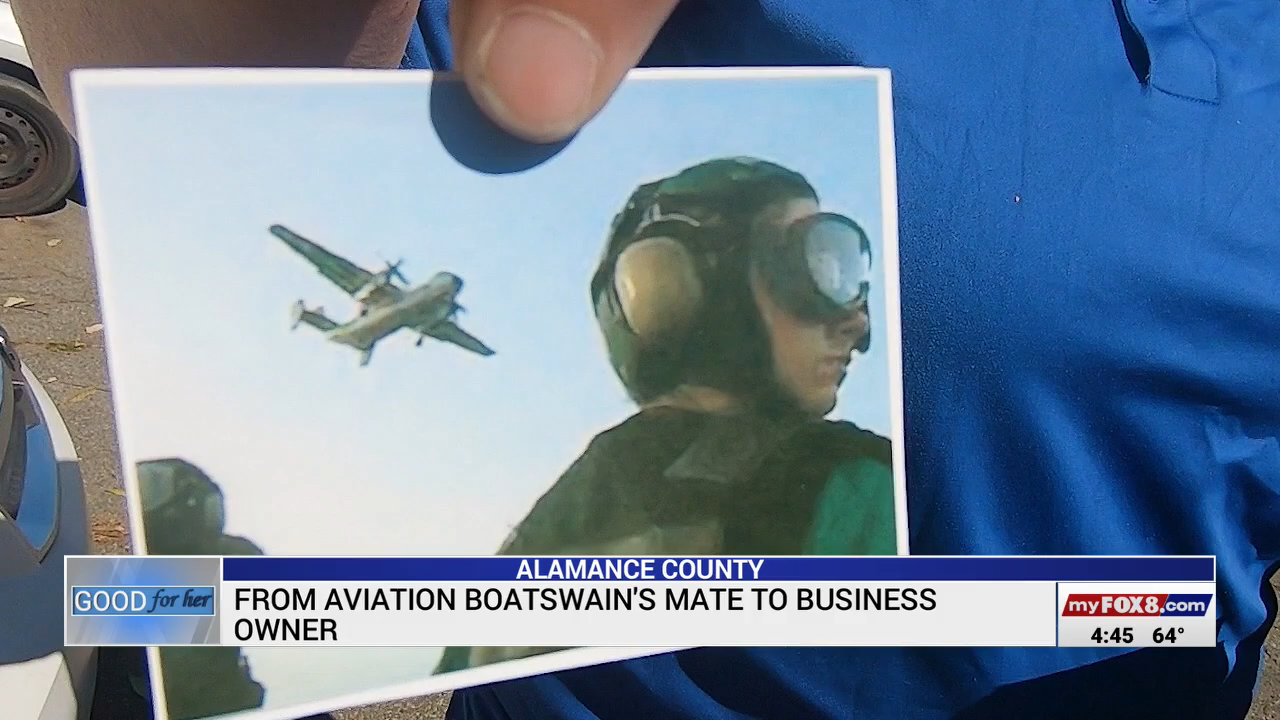 ALAMANCE COUNTY
GOOD for her
FROM AVIATION BOATSWAIN'S MATE TO BUSINESS
OWNER
myFOX8.com
4:45 64°